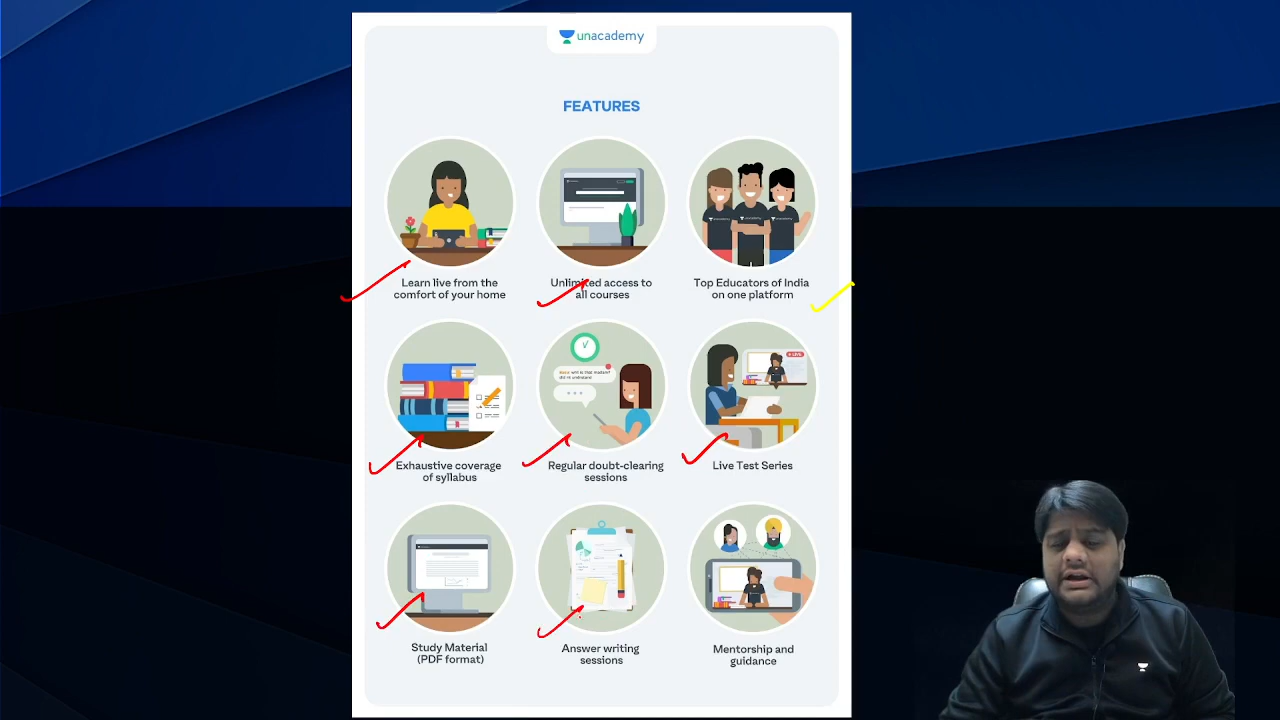 unacademy
FEATURES
Learn live from the
comfort of your home
Unlimited access to
all courses
Top Educators of India
on one platform
LIVE
Exhaustive coverage
of syllabus
Regular doubt-clearing
sessions
Live Test Series
Study Material
(PDF format)
Answer writing
sessions
Mentorship and
guidance